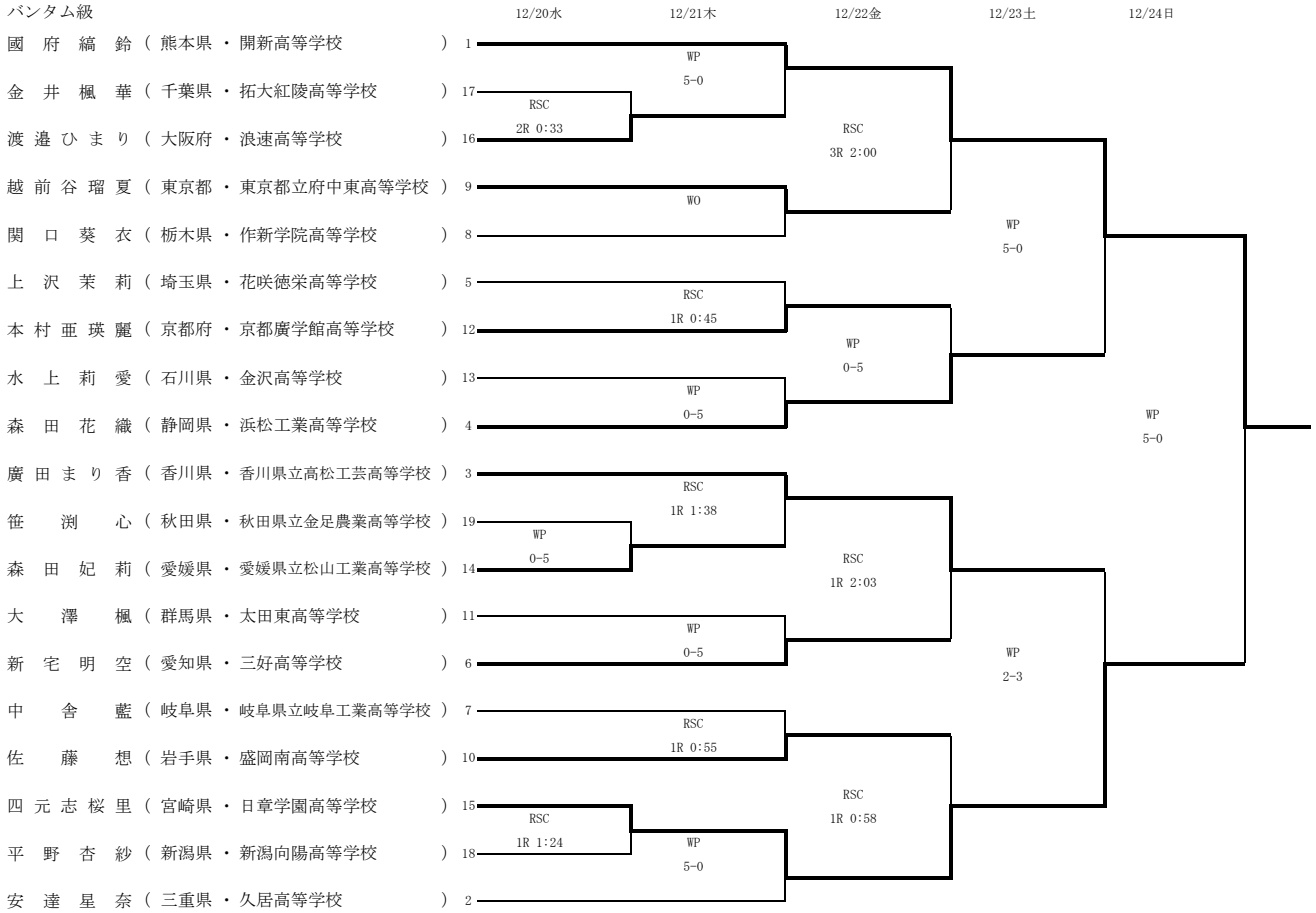 バンタム級 12/20水 12/21木 12/22金 12/23土 12/24日
國府縞鈴 ( 熊本県 ・ 開新高等学校 ) 1
WP
5-0
金井楓華 ( 千葉県 ・ 拓大紅陵高等学校 ) 17
RSC
2R 0:33
RSC
3R 2:00
渡邉ひまり ( 大阪府 ・ 浪速高等学校 ) 16
越前谷瑠夏 ( 東京都 ・ 東京都立府中東高等学校 ) 9
WO
WP
5-0
関口葵衣 ( 栃木県 ・ 作新学院高等学校 ) 8
上沢茉莉 ( 埼玉県 ・ 花咲徳栄高等学校 ) 5
RSC
1R 0:45
本村亜瑛麗 ( 京都府 ・ 京都廣学館高等学校 ) 12
WP
0-5
水上莉愛 ( 石川県 ・ 金沢高等学校 ) 13
WP
0-5
WP
5-0
森田花織 ( 静岡県 ・ 浜松工業高等学校 ) 4
廣田まり香 ( 香川県 ・ 香川県立高松工芸高等学校 ) 3
RSC
1R 1:38
笹渕心 ( 秋田県 ・ 秋田県立金足農業高等学校 ) 19
WP
0-5
RSC
1R 2:03
森田妃莉 ( 愛媛県 ・ 愛媛県立松山工業高等学校 ) 14
大澤楓 ( 群馬県 ・ 太田東高等学校 ) 11
WP
0-5
WP
2-3
新宅明空 ( 愛知県 ・ 三好高等学校 ) 6
中舎藍 ( 岐阜県 ・ 岐阜県立岐阜工業高等学校 ) 7
RSC
1R 0:55
佐藤想 ( 岩手県 ・ 盛岡南高等学校 ) 10
RSC
1R 0:58
四元志桜里 ( 宮崎県 ・ 日章学園高等学校 ) 15
RSC
1R 1:24
WP
5-0
平野杏紗 ( 新潟県 ・ 新潟向陽高等学校 ) 18
安達星奈 ( 三重県 ・ 久居高等学校 ) 2